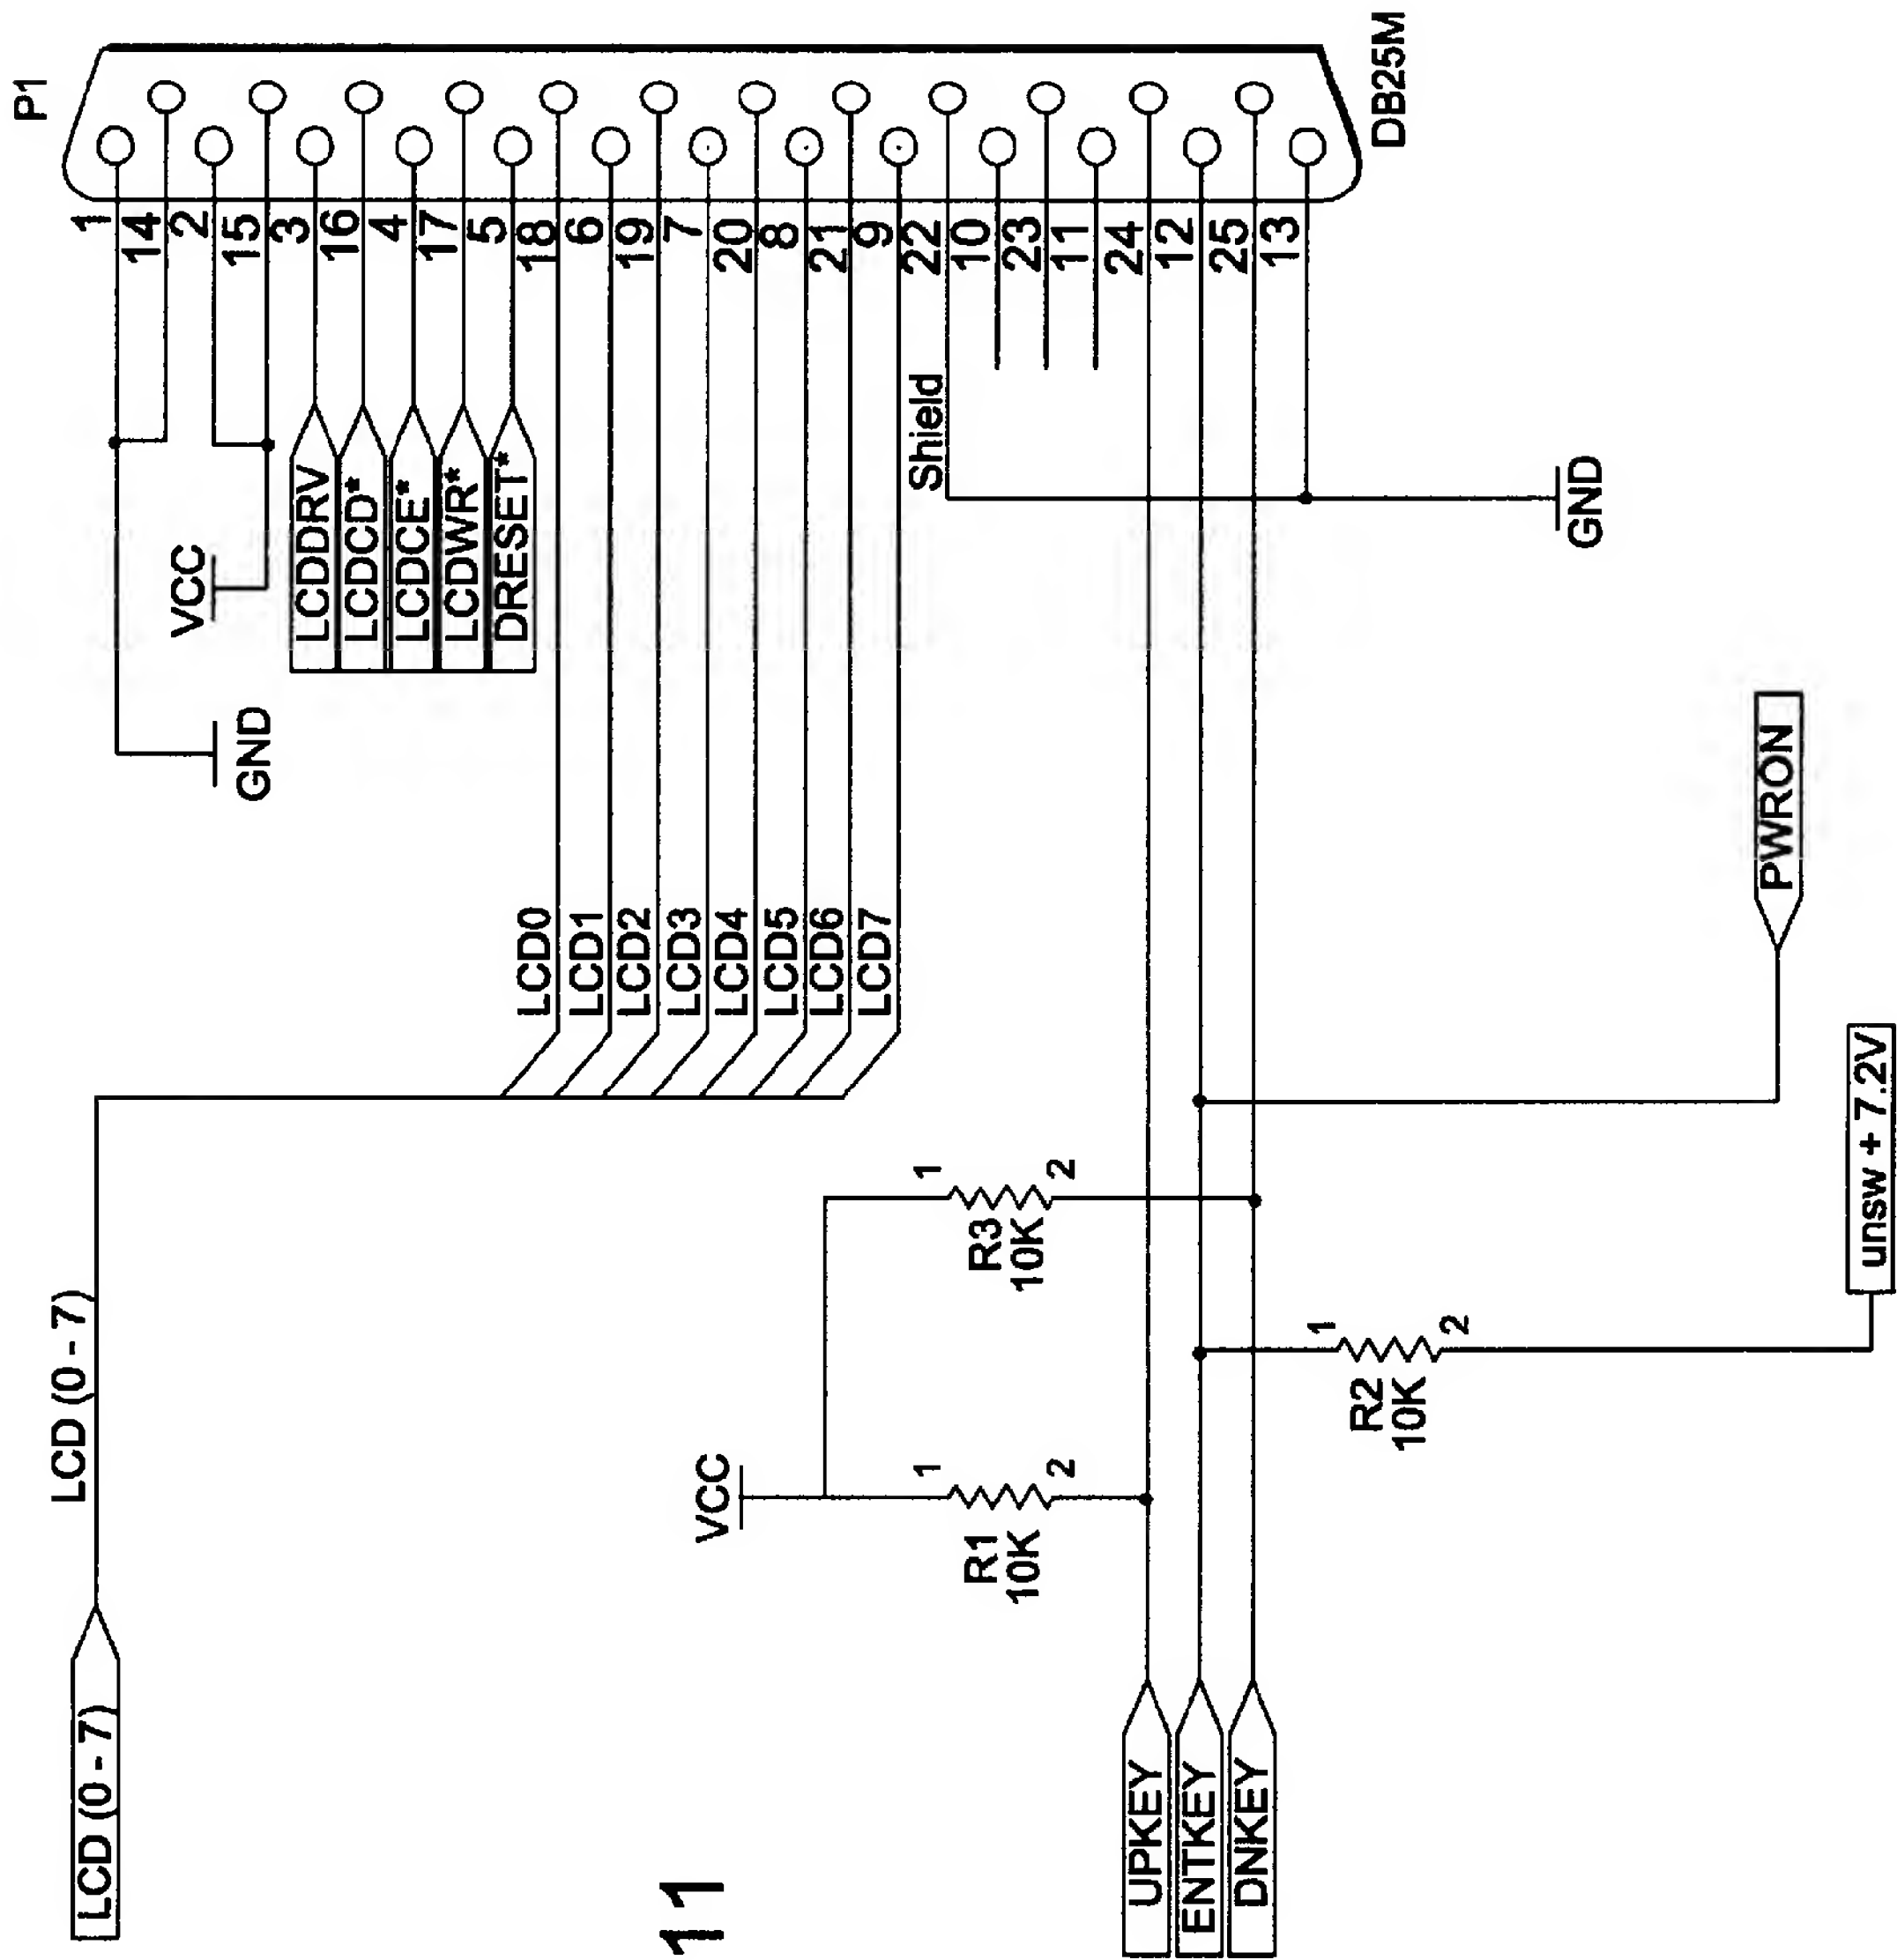 P1
1
14
2
15
3
16
4
17
5
18
6
19
7
20
8
21
9
22
10
23
11
24
12
25
13
DB25M
GND
VCC
LCDDRV
LCDCD*
LCDCE*
LCDWR*
DRESET*
Shield
GND
LCD (0 - 7)
LCD (0 - 7)
LCD0
LCD1
LCD2
LCD3
LCD4
LCD5
LCD6
LCD7
VCC
R1
10K
1
2
R3
10K
1
2
R2
10K
1
2
UPKEY
ENTKEY
DNKEY
PWRON
unsw + 7.2V
11